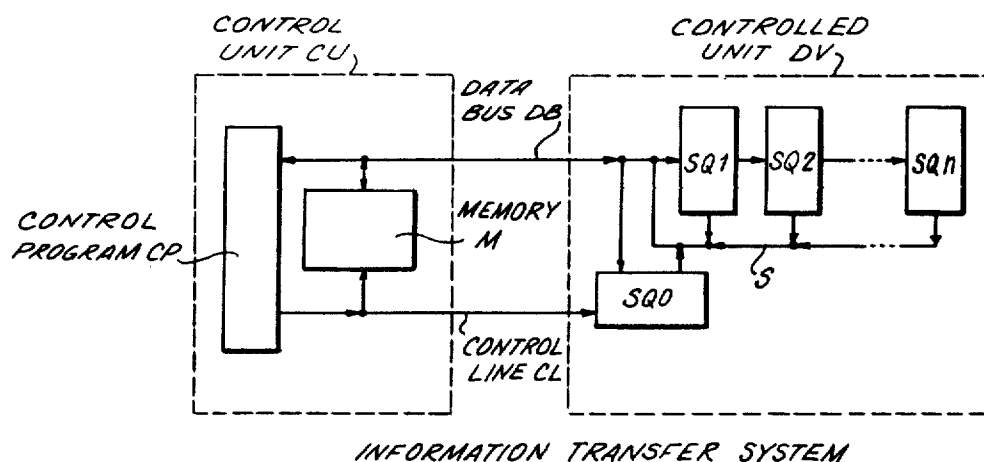 CONTROL
UNIT CU
CONTROLLED
UNIT DV
DATA
BUS DB
SQ1
SQ2
SQn
CONTROL
PROGRAM CP
MEMORY
M
S
SQ0
CONTROL
LINE CL
INFORMATION TRANSFER SYSTEM